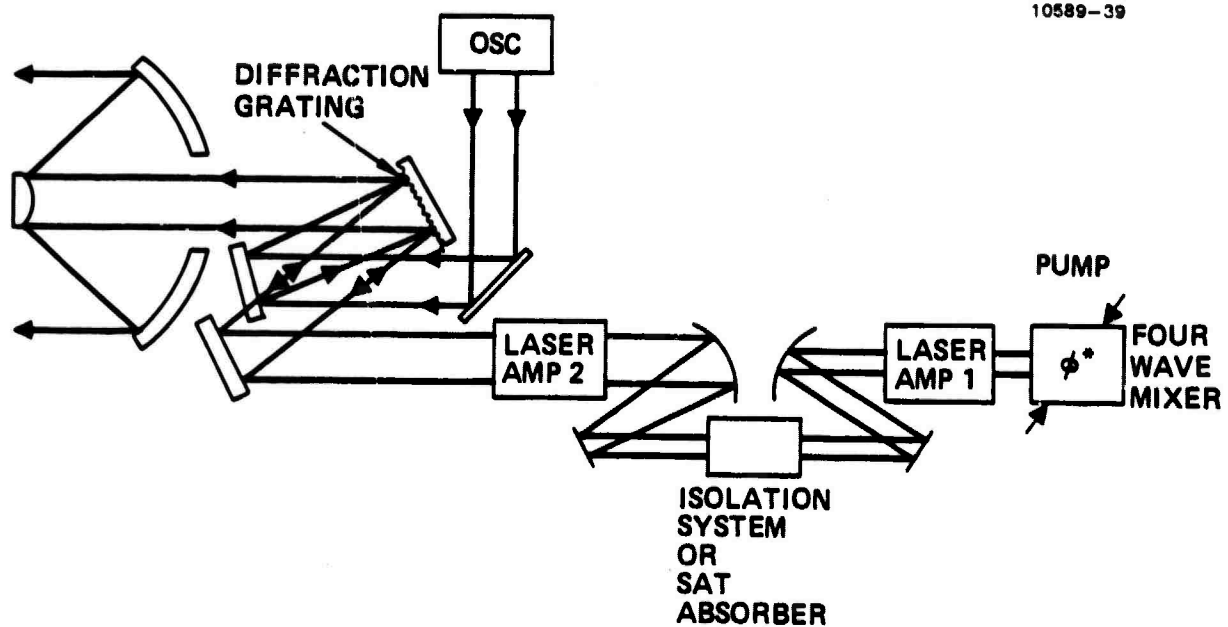 10589-39
OSC
DIFFRACTION
GRATING
PUMP
LASER
AMP 2
LASER
AMP 1
ϕ*
FOUR
WAVE
MIXER
ISOLATION
SYSTEM
OR
SAT
ABSORBER